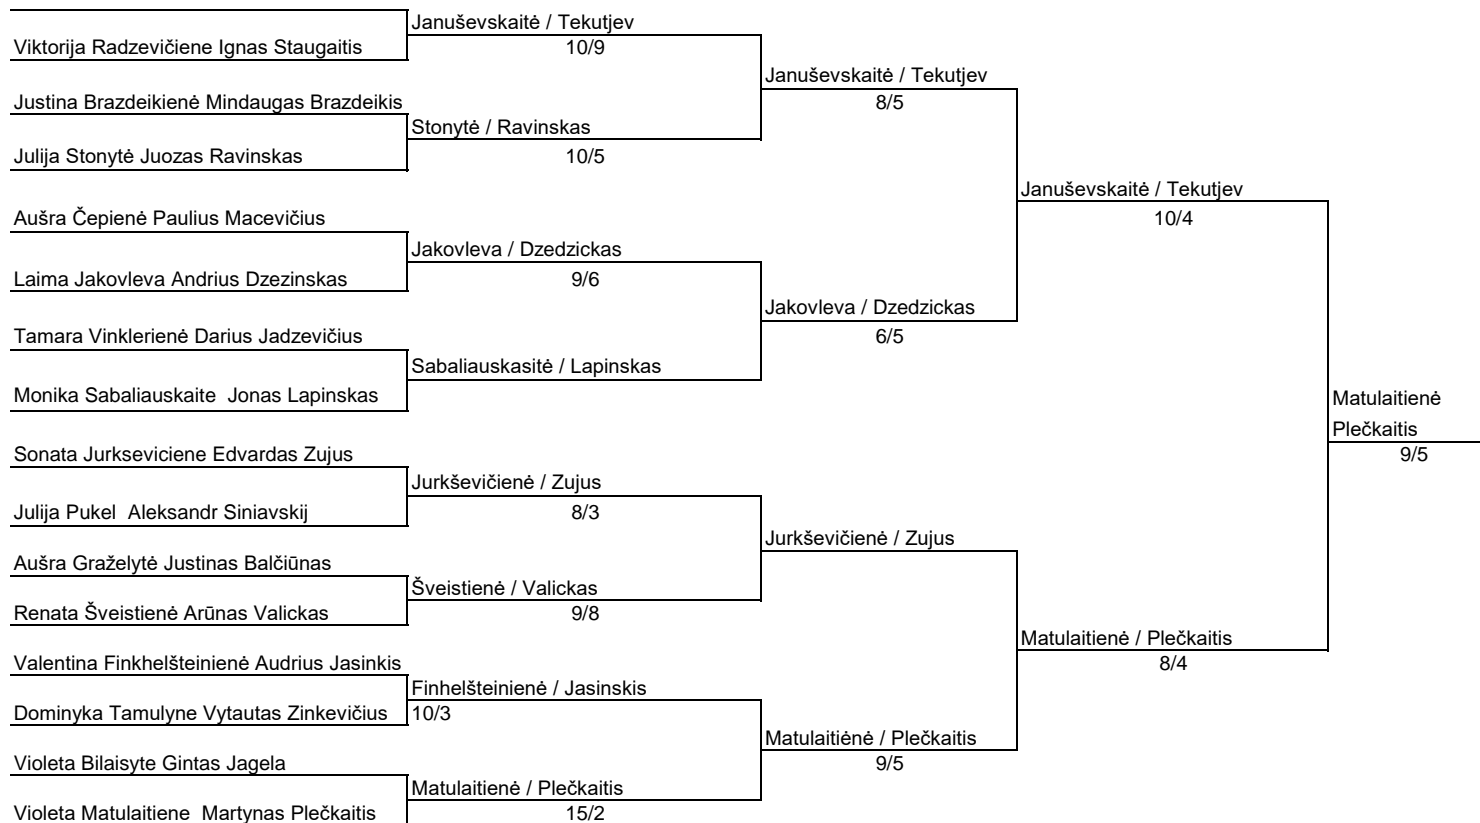 Januševskaitė / Tekutjev
Viktorija Radzevičiene Ignas Staugaitis
10/9
Januševskaitė / Tekutjev
Justina Brazdeikienė Mindaugas Brazdeikis
8/5
Stonytė / Ravinskas
Julija Stonytė Juozas Ravinskas
10/5
Januševskaitė / Tekutjev
Aušra Čepienė Paulius Macevičius
10/4
Jakovleva / Dzedzickas
Laima Jakovleva Andrius Dzezinskas
9/6
Jakovleva / Dzedzickas
Tamara Vinklerienė Darius Jadzevičius
6/5
Sabaliauskasitė / Lapinskas
Monika Sabaliauskaite  Jonas Lapinskas
Matulaitienė
Plečkaitis
Sonata Jurkseviciene Edvardas Zujus
9/5
Jurkševičienė / Zujus
Julija Pukel  Aleksandr Siniavskij
8/3
Jurkševičienė / Zujus
Aušra Graželytė Justinas Balčiūnas
Šveistienė / Valickas
Renata Šveistienė Arūnas Valickas
9/8
Matulaitienė / Plečkaitis
Valentina Finkhelšteinienė Audrius Jasinkis
8/4
Finhelšteinienė / Jasinskis
Dominyka Tamulyne Vytautas Zinkevičius
10/3
Matulaitiėnė / Plečkaitis
Violeta Bilaisyte Gintas Jagela
9/5
Matulaitienė / Plečkaitis
Violeta Matulaitiene  Martynas Plečkaitis
15/2